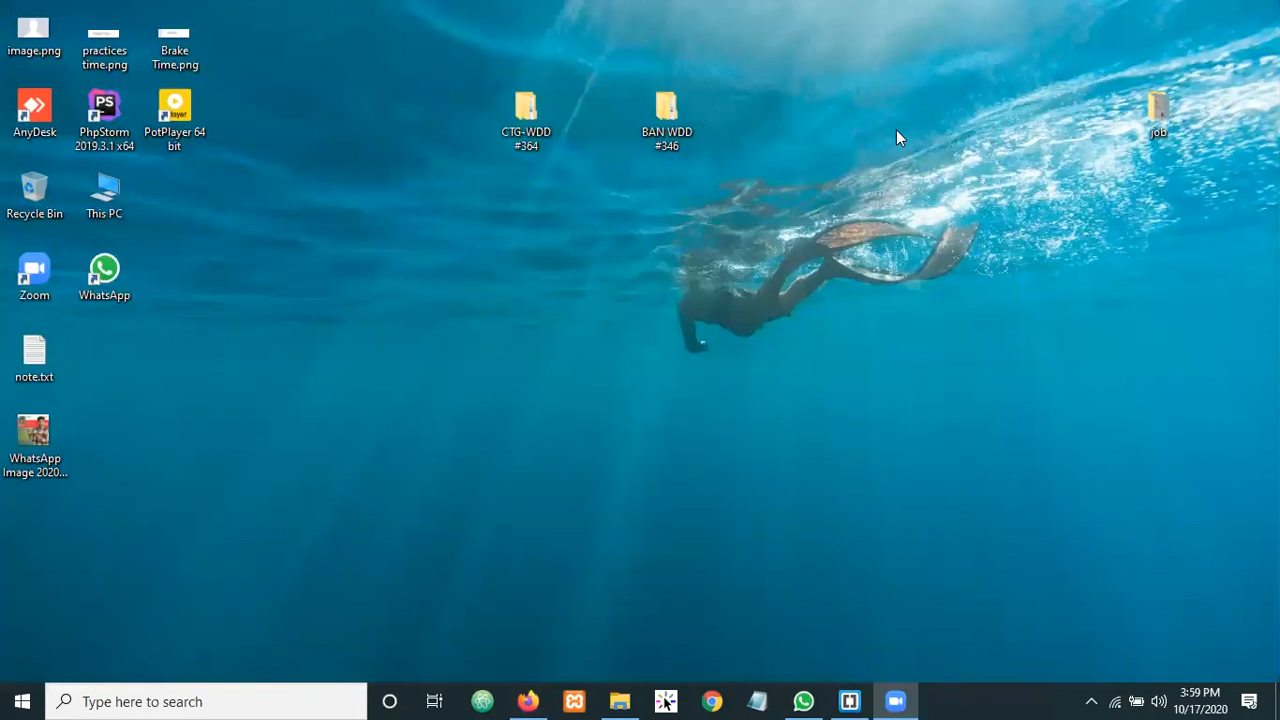 image.png
practices
time.png
Brake
Time.png
AnyDesk
PS
PhpStorm
2019.3.1 x64
layer
PotPlayer 64
bit
CTG-WDD
#364
BAN WDD
#346
job
Recycle Bin
This PC
Zoom
WhatsApp
note.txt
WhatsApp
Image 2020...
Type here to search
3:59 PM
10/17/2020